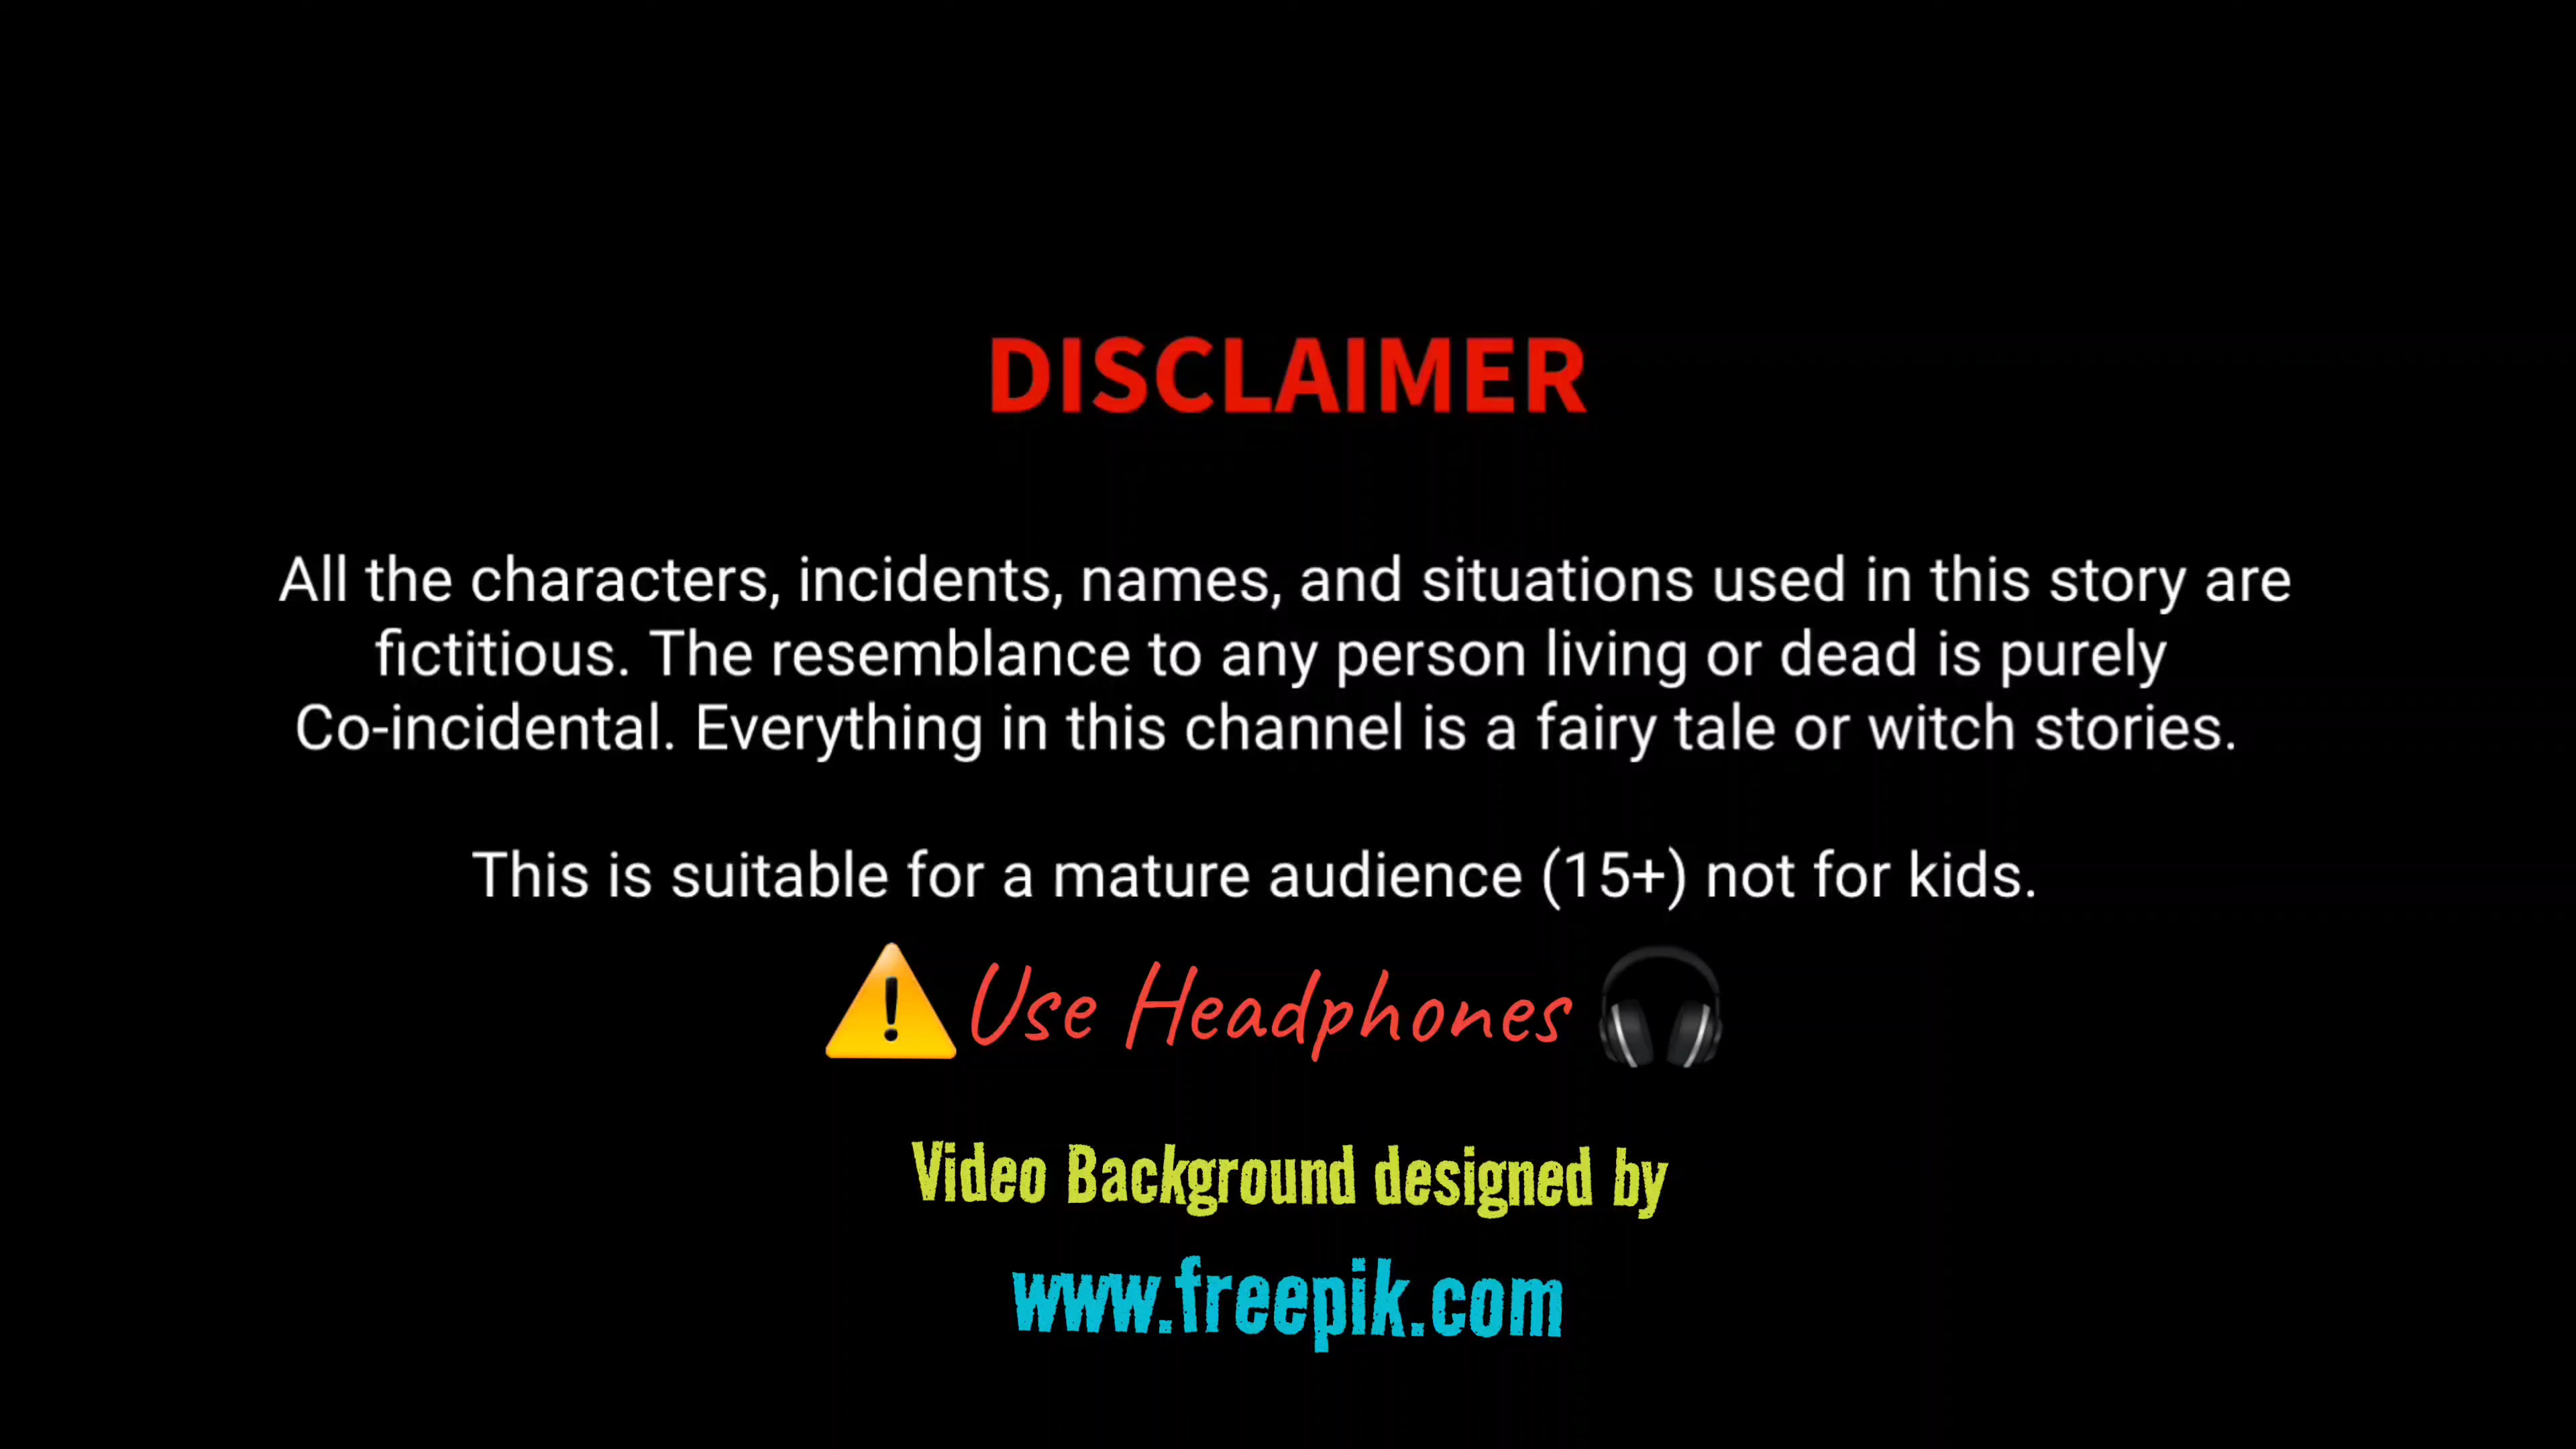 DISCLAIMER
All the characters, incidents, names, and situations used in this story are
fictitious. The resemblance to any person living or dead is purely
Co-incidental. Everything in this channel is a fairy tale or witch stories.
This is suitable for a mature audience (15+) not for kids.
⚠️Use Headphones 🎧
Video Background designed by
www.freepik.com